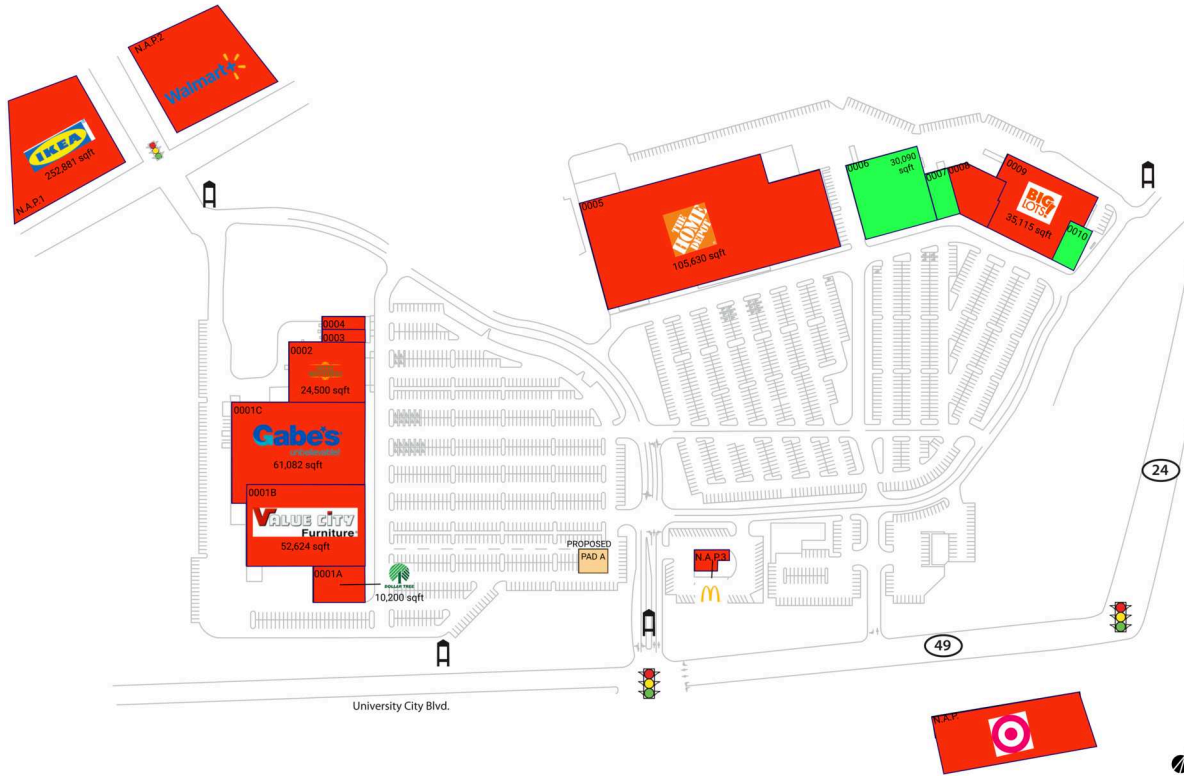 N.A.P.2
Walmart
N.A.P.1
IKEA
252,881 sqft
0005
THE HOME DEPOT
105,630 sqft
0006
30,090
sqft
0007
0008
0009
BIG
LOTS!
35,115 sqft
0010
0004
0003
0002
24,500 sqft
0001C
Gabe's
unbelievable!
61,082 sqft
0001B
VALUE CITY
Furniture
52,624 sqft
0001A
DOLLAR TREE
10,200 sqft
PROPOSED
PAD A
N.A.P.3
24
49
University City Blvd.
N.A.P.